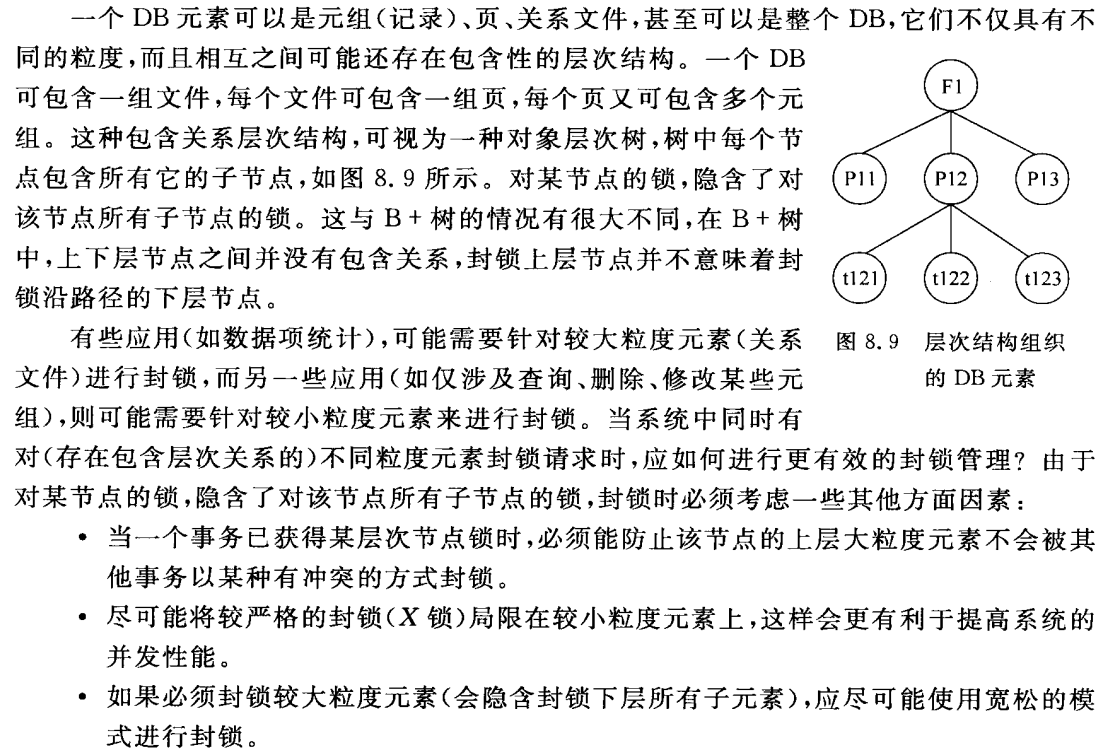 一个 DB 元素可以是元组(记录)、页、关系文件,甚至可以是整个 DB,它们不仅具有不
同的粒度,而且相互之间可能还存在包含性的层次结构。一个 DB
可包含一组文件,每个文件可包含一组页,每个页又可包含多个元
组。这种包含关系层次结构,可视为一种对象层次树,树中每个节
点包含所有它的子节点,如图 8.9 所示。对某节点的锁,隐含了对
该节点所有子节点的锁。这与 B+树的情况有很大不同,在 B+树
中,上下层节点之间并没有包含关系,封锁上层节点并不意味着封
锁沿路径的下层节点。
F1
P11 P12 P13
t121 t122 t123
图 8.9 层次结构组织
的 DB 元素
有些应用(如数据项统计),可能需要针对较大粒度元素(关系
文件)进行封锁,而另一些应用(如仅涉及查询、删除、修改某些元
组),则可能需要针对较小粒度元素来进行封锁。当系统中同时有
对(存在包含层次关系的)不同粒度元素封锁请求时,应如何进行更有效的封锁管理?由于
对某节点的锁,隐含了对该节点所有子节点的锁,封锁时必须考虑一些其他方面因素:
• 当一个事务已获得某层次节点锁时,必须能防止该节点的上层大粒度元素不会被其
他事务以某种有冲突的方式封锁。
• 尽可能将较严格的封锁(X 锁)局限在较小粒度元素上,这样会更有利于提高系统的
并发性能。
• 如果必须封锁较大粒度元素(会隐含封锁下层所有子元素),应尽可能使用宽松的模
式进行封锁。